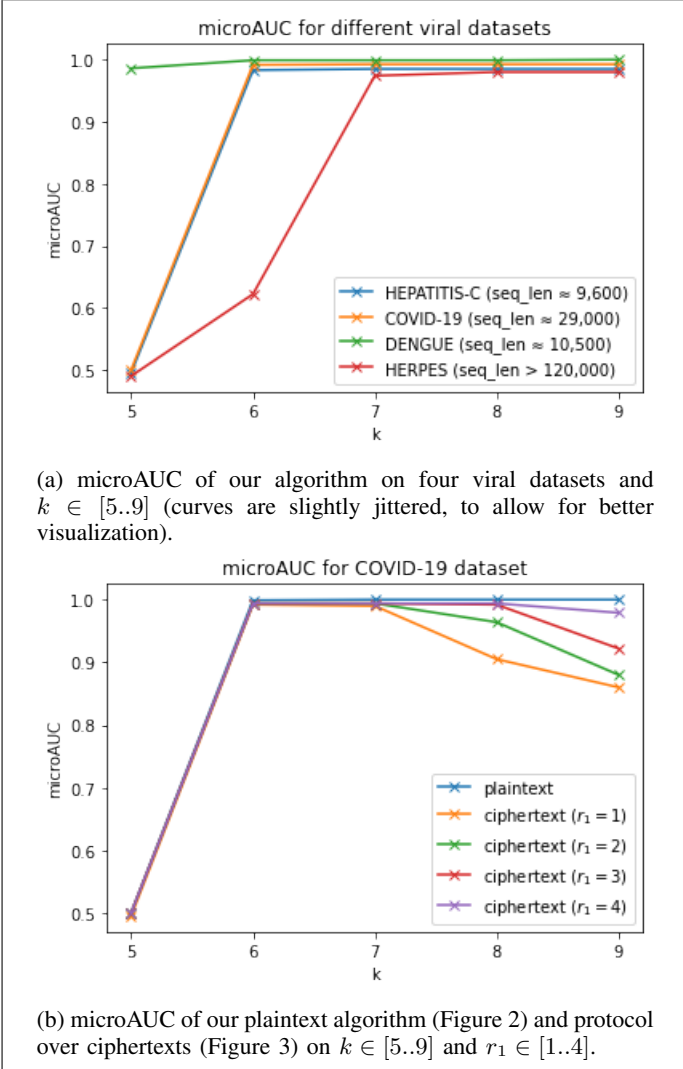 microAUC for different viral datasets
1.0
0.9
0.8
0.7
0.6
0.5
microAUC
HEPATITIS-C (seq_len ≈ 9,600)
COVID-19 (seq_len ≈ 29,000)
DENGUE (seq_len ≈ 10,500)
HERPES (seq_len > 120,000)
5 6 7 8 9
k
(a) microAUC of our algorithm on four viral datasets and
k ∈ [5..9] (curves are slightly jittered, to allow for better
visualization).
microAUC for COVID-19 dataset
1.0
0.9
0.8
0.7
0.6
0.5
microAUC
plaintext
ciphertext (r₁ = 1)
ciphertext (r₁ = 2)
ciphertext (r₁ = 3)
ciphertext (r₁ = 4)
5 6 7 8 9
k
(b) microAUC of our plaintext algorithm (Figure 2) and protocol
over ciphertexts (Figure 3) on k ∈ [5..9] and r₁ ∈ [1..4].